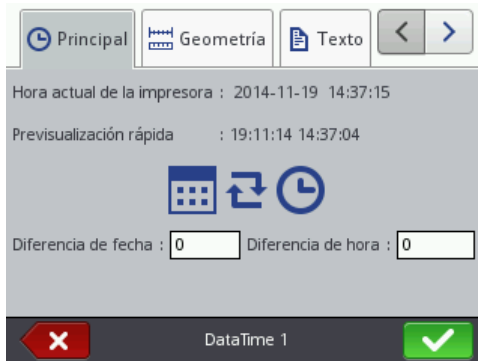 Principal Geometría Texto < >
Hora actual de la impresora : 2014-11-19 14:37:15
Previsualización rápida : 19:11:14 14:37:04
Diferencia de fecha : 0 Diferencia de hora : 0
DataTime 1